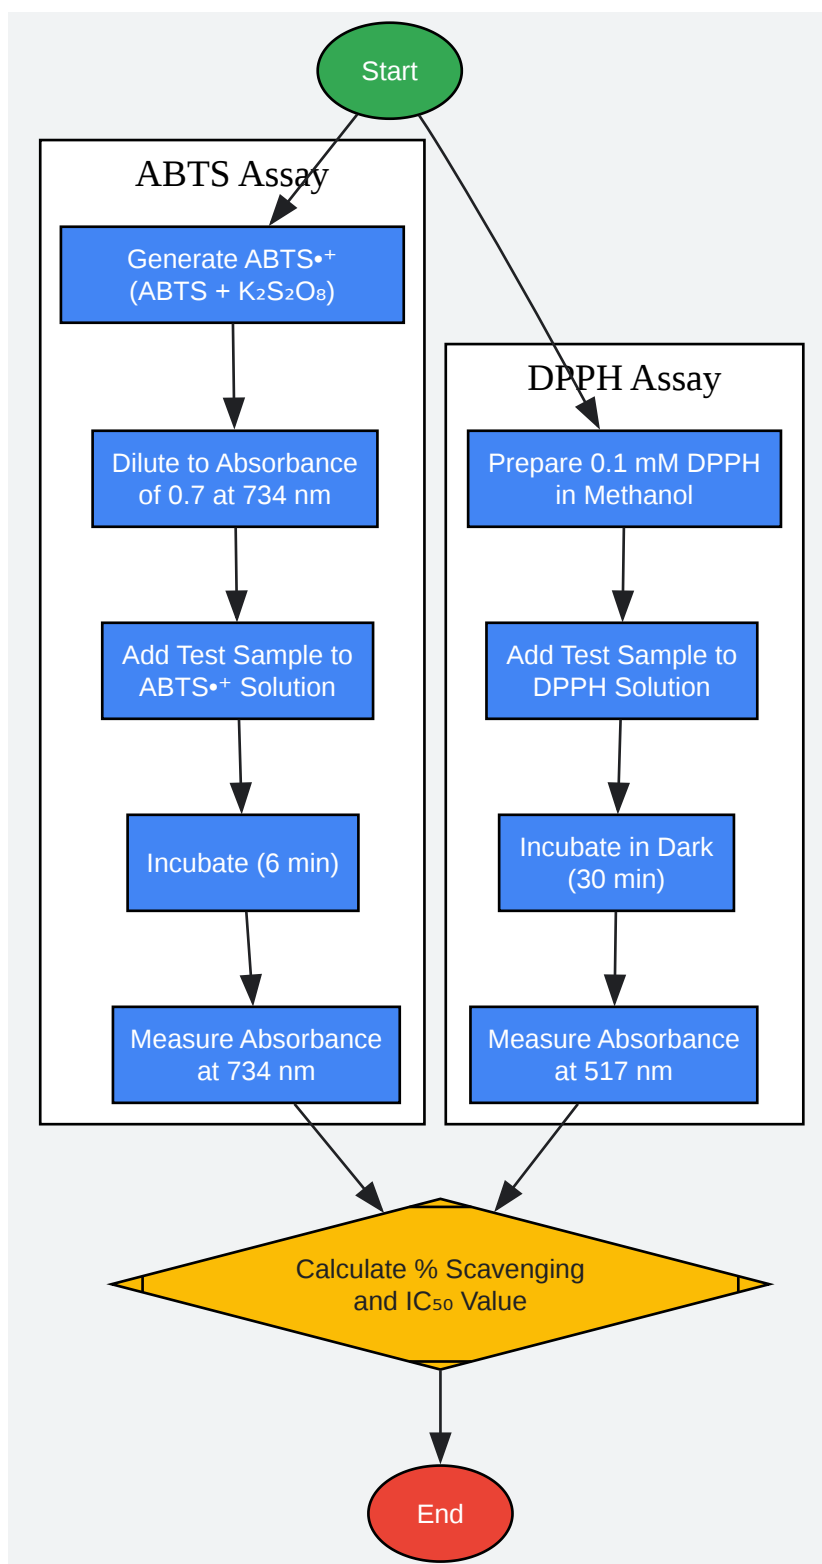 Start
ABTS Assay
Generate ABTS•⁺
(ABTS + K₂S₂O₈)
Dilute to Absorbance
of 0.7 at 734 nm
Add Test Sample to
ABTS•⁺ Solution
Incubate (6 min)
Measure Absorbance
at 734 nm
DPPH Assay
Prepare 0.1 mM DPPH
in Methanol
Add Test Sample to
DPPH Solution
Incubate in Dark
(30 min)
Measure Absorbance
at 517 nm
Calculate % Scavenging
and IC₅₀ Value
End